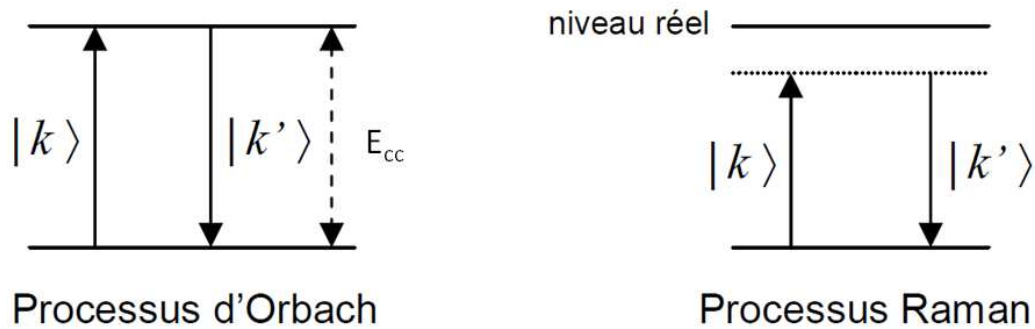 niveau réel
|k⟩ |k’⟩ E_cc |k⟩ |k’⟩
Processus d'Orbach Processus Raman